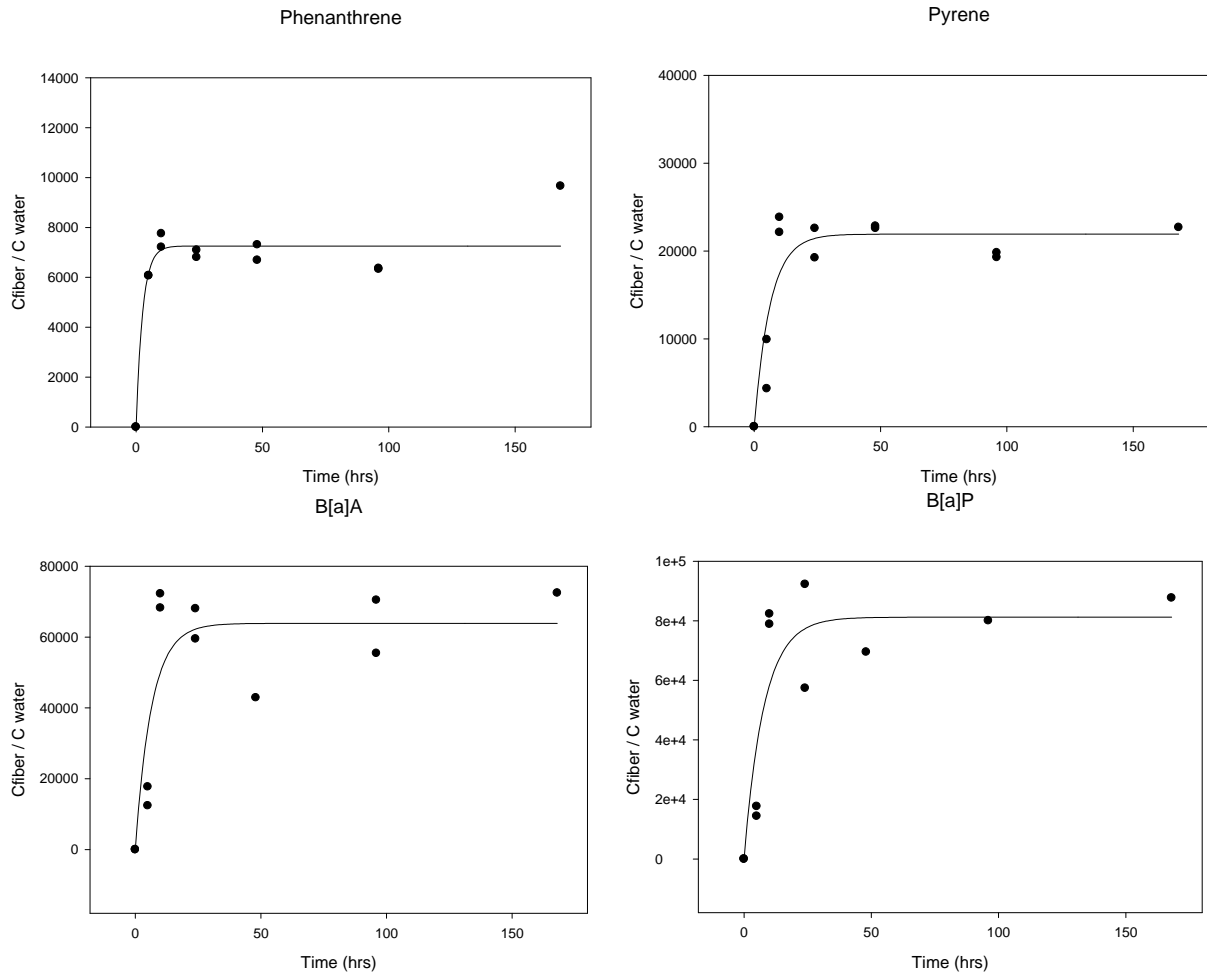 Phenanthrene
14000
12000
10000
8000
6000
4000
2000
0
Cfiber / C water
0 50 100 150
Time (hrs)
Pyrene
40000
30000
20000
10000
0
Cfiber / C water
0 50 100 150
Time (hrs)
B[a]A
80000
60000
40000
20000
0
Cfiber / C water
0 50 100 150
Time (hrs)
B[a]P
1e+5
8e+4
6e+4
4e+4
2e+4
0
Cfiber / C water
0 50 100 150
Time (hrs)